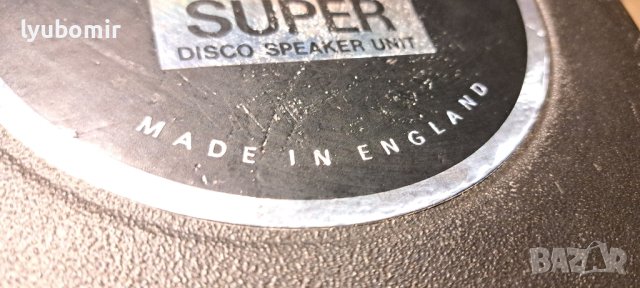 lyubomir
SUPER
DISCO SPEAKER UNIT
MADE IN ENGLAND
BAZAR